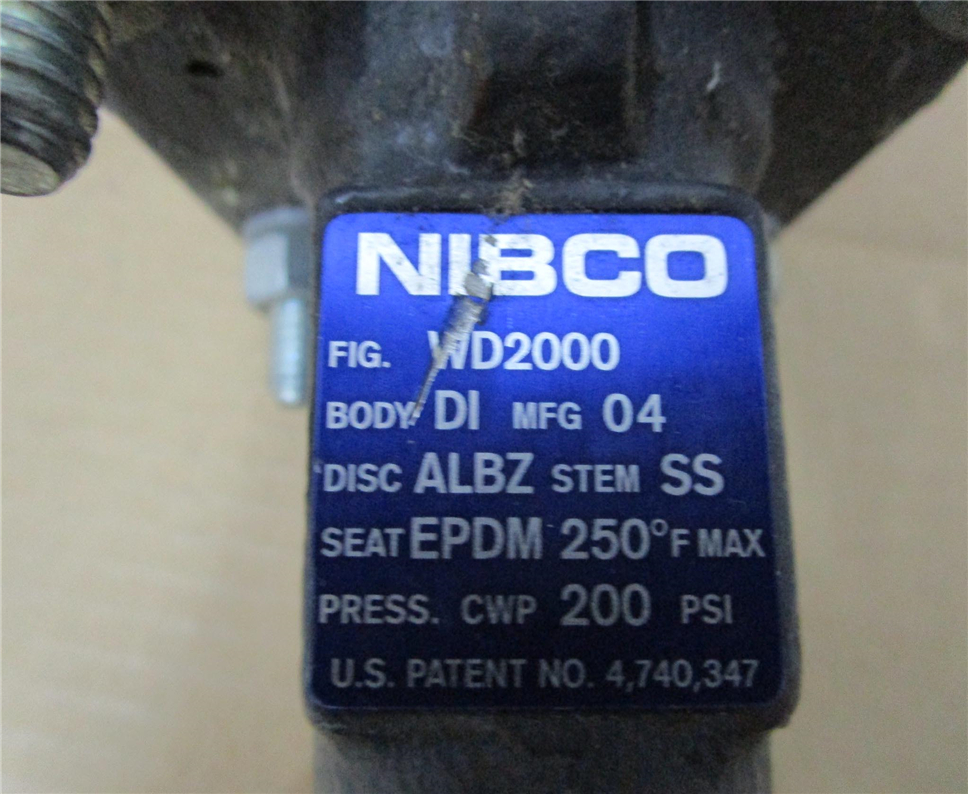 NIBCO
FIG. WD2000
BODY DI MFG 04
DISC ALBZ STEM SS
SEAT EPDM 250°F MAX
PRESS. CWP 200 PSI
U.S. PATENT NO. 4,740,347